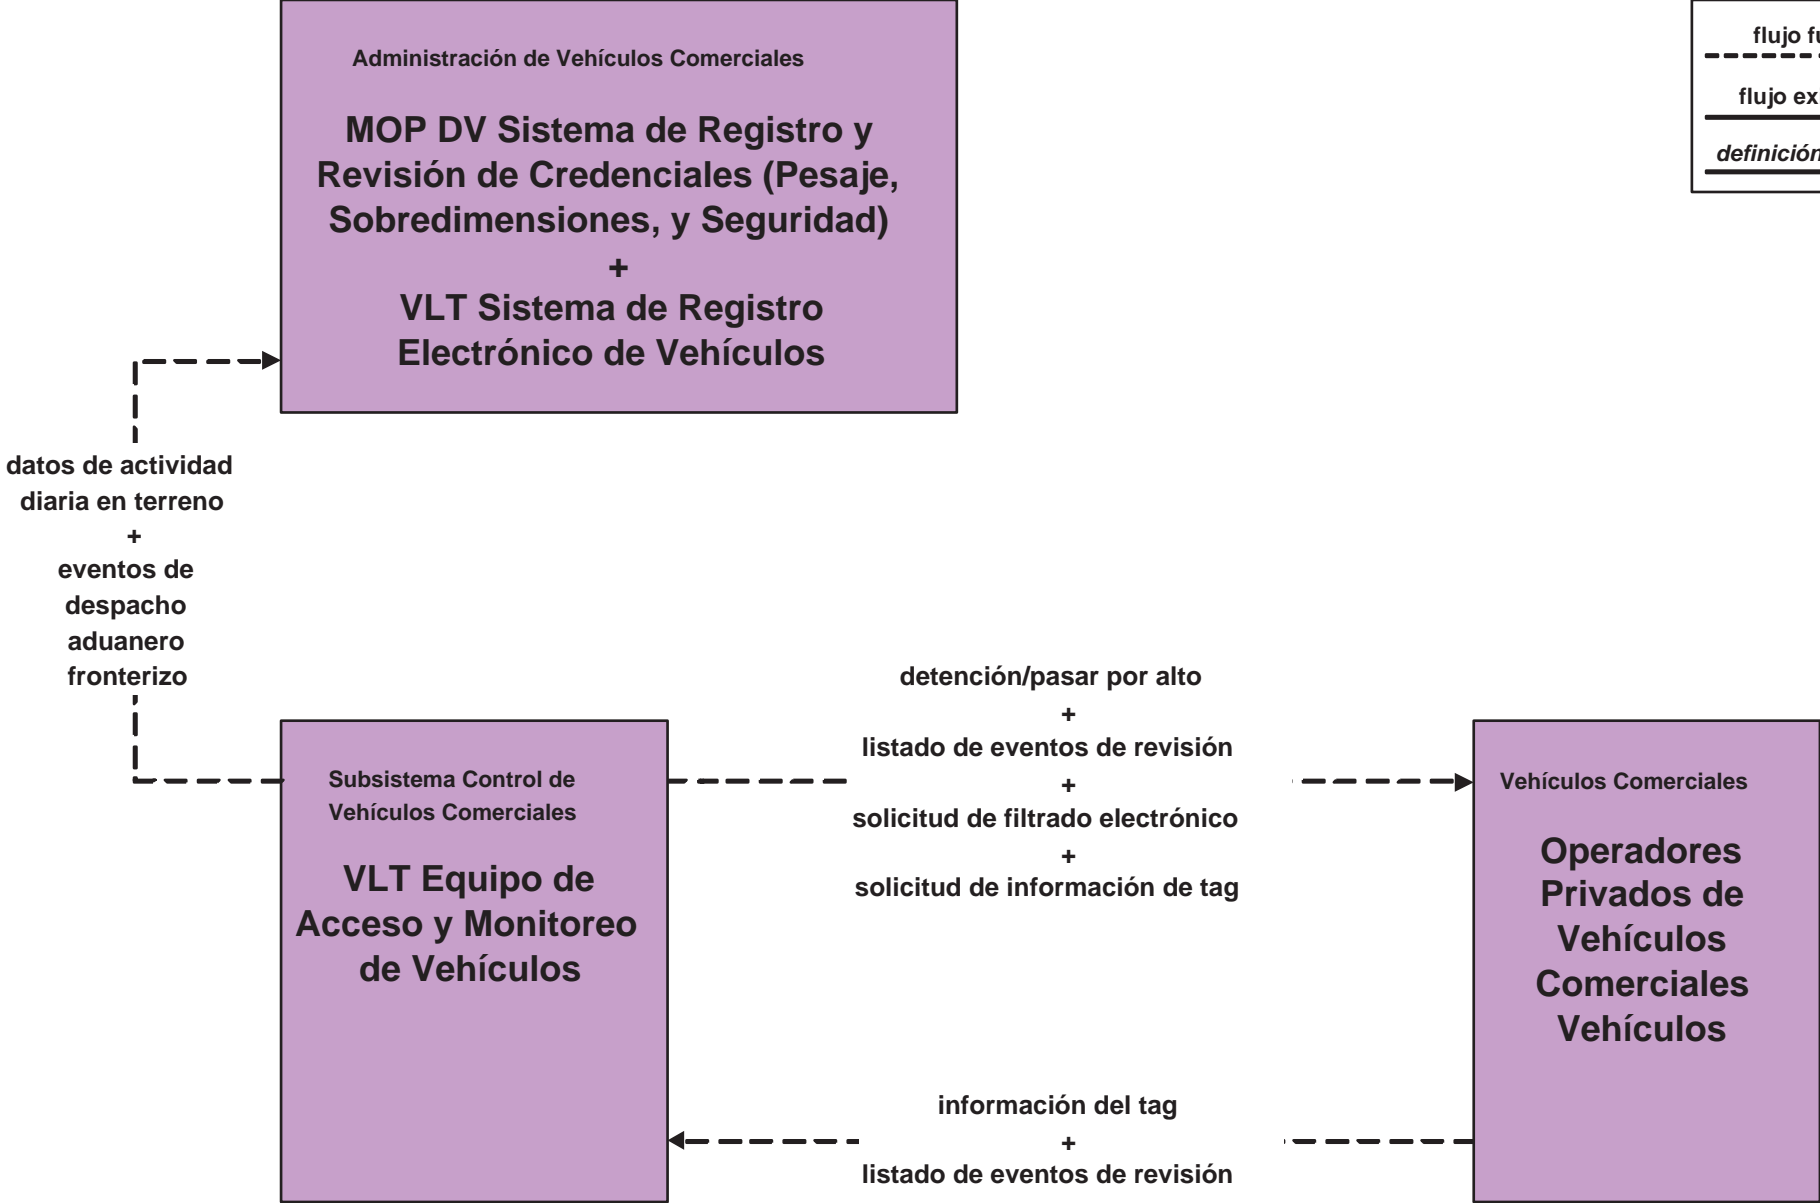 Administración de Vehículos Comerciales
MOP DV Sistema de Registro y
Revisión de Credenciales (Pesaje,
Sobredimensiones, y Seguridad)
+
VLT Sistema de Registro
Electrónico de Vehículos
flujo
flujo
definición
datos de actividad
diaria en terreno
+
eventos de
despacho
aduanero
fronterizo
Subsistema Control de
Vehículos Comerciales
VLT Equipo de
Acceso y Monitoreo
de Vehículos
detención/pasar por alto
+
listado de eventos de revisión
+
solicitud de filtrado electrónico
+
solicitud de información de tag
Vehículos Comerciales
Operadores
Privados de
Vehículos
Comerciales
Vehículos
información del tag
+
listado de eventos de revisión